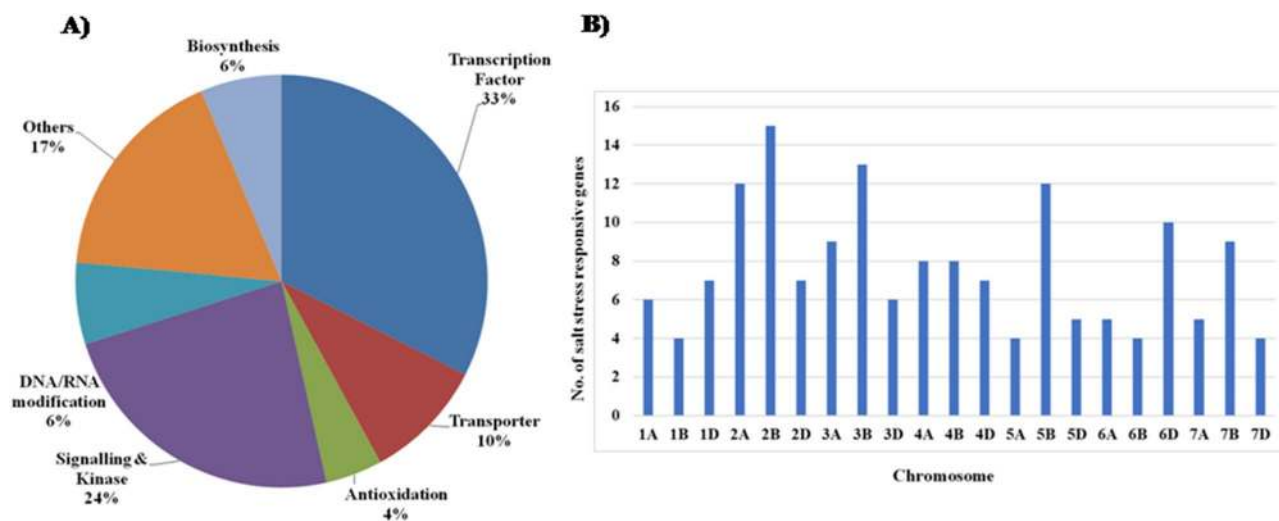 A)
Biosynthesis
6%
Transcription
Factor
33%
Others
17%
DNA/RNA
modification
6%
Transporter
10%
Signalling &
Kinase
24%
Antioxidation
4%
B)
16
14
12
10
8
6
4
2
0
No. of salt stress responsive genes
1A 1B 1D 2A 2B 2D 3A 3B 3D 4A 4B 4D 5A 5B 5D 6A 6B 6D 7A 7B 7D
Chromosome